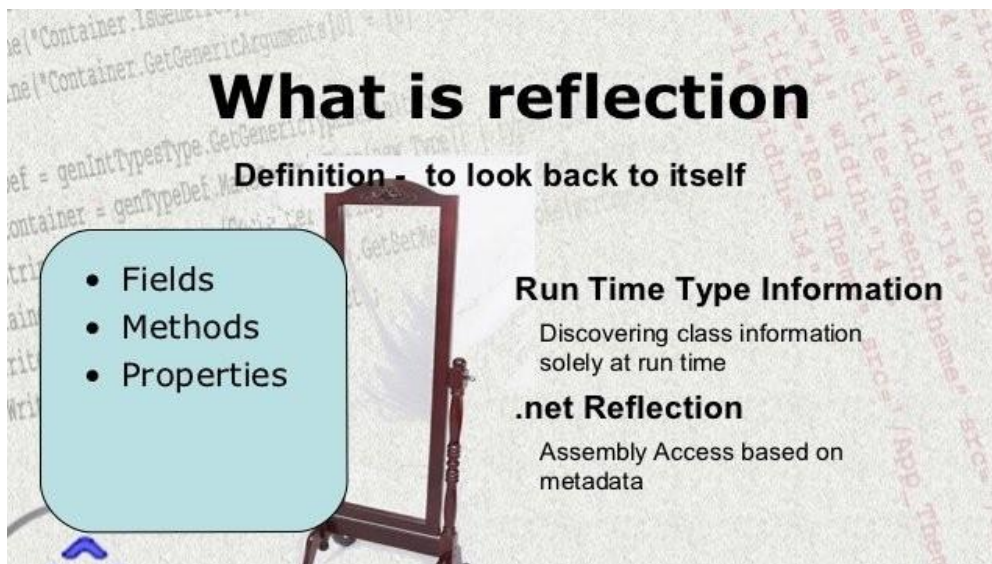 What is reflection
Definition - to look back to itself
• Fields
• Methods
• Properties
Run Time Type Information
Discovering class information
solely at run time
.net Reflection
Assembly Access based on
metadata